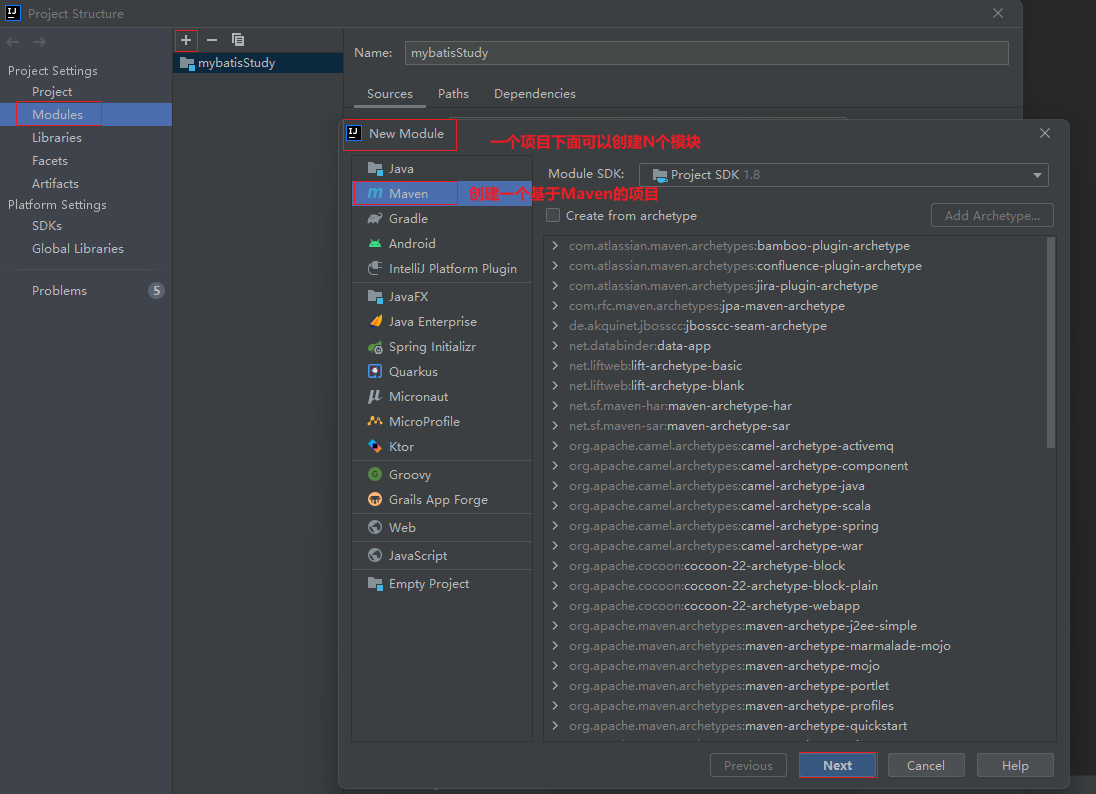 Project Structure
Project Settings
Project
Modules
Libraries
Facets
Artifacts
Platform Settings
SDKs
Global Libraries
Problems 5
mybatisStudy
Name: mybatisStudy
Sources Paths Dependencies
New Module
一个项目下面可以创建N个模块
Java
Maven
创建一个基于Maven的项目
Gradle
Android
IntelliJ Platform Plugin
JavaFX
Java Enterprise
Spring Initializr
Quarkus
Micronaut
MicroProfile
Ktor
Groovy
Grails App Forge
Web
JavaScript
Empty Project
Module SDK: Project SDK 1.8
Create from archetype Add Archetype...
com.atlassian.maven.archetypes:bamboo-plugin-archetype
com.atlassian.maven.archetypes:confluence-plugin-archetype
com.atlassian.maven.archetypes:jira-plugin-archetype
com.rfc.maven.archetypes:jpa-maven-archetype
de.akquinet.jbosscc:jbosscc-seam-archetype
net.databinder:data-app
net.liftweb:lift-archetype-basic
net.liftweb:lift-archetype-blank
net.sf.maven-har:maven-archetype-har
net.sf.maven-sar:maven-archetype-sar
org.apache.camel.archetypes:camel-archetype-activemq
org.apache.camel.archetypes:camel-archetype-component
org.apache.camel.archetypes:camel-archetype-java
org.apache.camel.archetypes:camel-archetype-scala
org.apache.camel.archetypes:camel-archetype-spring
org.apache.camel.archetypes:camel-archetype-war
org.apache.cocoon:cocoon-22-archetype-block
org.apache.cocoon:cocoon-22-archetype-block-plain
org.apache.cocoon:cocoon-22-archetype-webapp
org.apache.maven.archetypes:maven-archetype-j2ee-simple
org.apache.maven.archetypes:maven-archetype-marmalade-mojo
org.apache.maven.archetypes:maven-archetype-mojo
org.apache.maven.archetypes:maven-archetype-portlet
org.apache.maven.archetypes:maven-archetype-profiles
org.apache.maven.archetypes:maven-archetype-quickstart
Previous Next Cancel Help